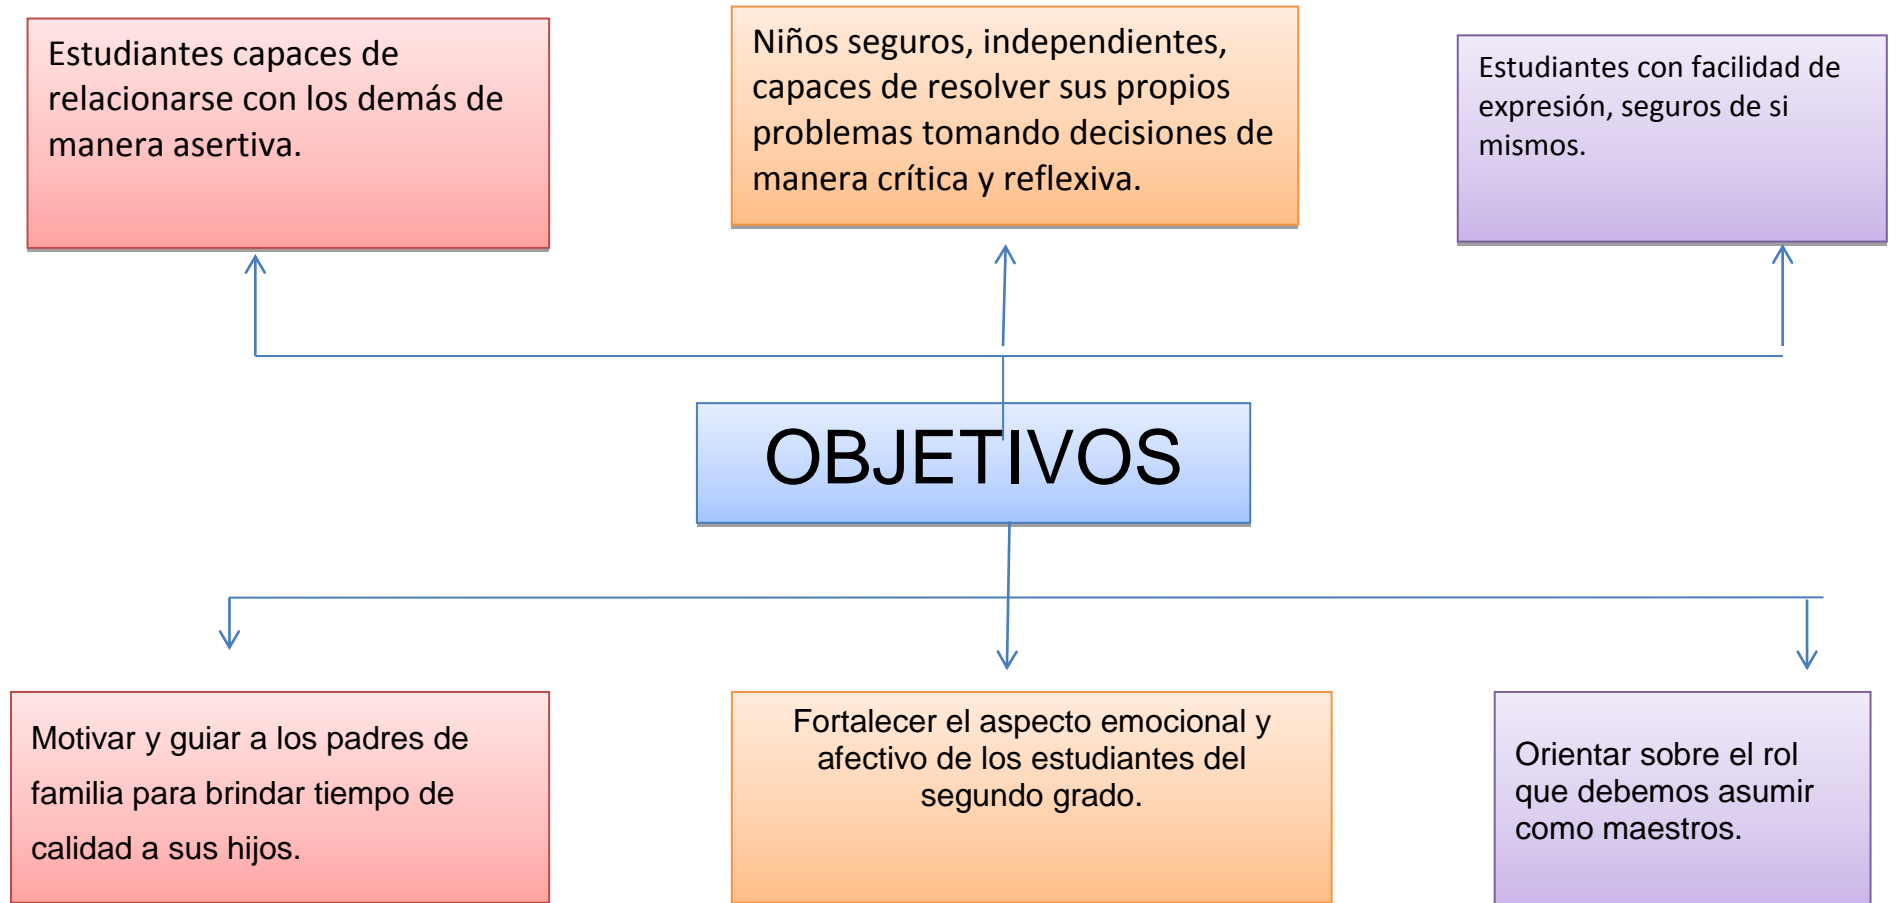 Estudiantes capaces de
relacionarse con los demás de
manera asertiva.
Niños seguros, independientes,
capaces de resolver sus propios
problemas tomando decisiones de
manera crítica y reflexiva.
Estudiantes con facilidad de
expresión, seguros de si
mismos.
OBJETIVOS
Motivar y guiar a los padres de
familia para brindar tiempo de
calidad a sus hijos.
Fortalecer el aspecto emocional y
afectivo de los estudiantes del
segundo grado.
Orientar sobre el rol
que debemos asumir
como maestros.